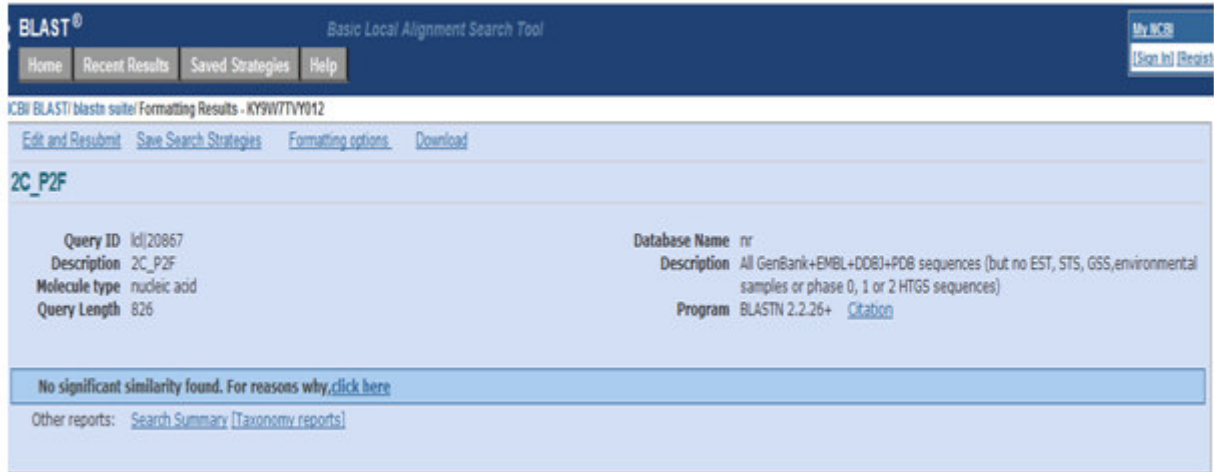 BLAST® Basic Local Alignment Search Tool
My NCBI
Home Recent Results Saved Strategies Help
[Sign In] [Regist
CBI/ BLAST/ blastn suite/ Formatting Results - KY9W7TVY012
Edit and Resubmit Save Search Strategies Formatting options Download
2C_P2F
Query ID lcl|20867
Description 2C_P2F
Molecule type nucleic acid
Query Length 826
Database Name nr
Description All GenBank+EMBL+DDBJ+PDB sequences (but no EST, STS, GSS,environmental
samples or phase 0, 1 or 2 HTGS sequences)
Program BLASTN 2.2.26+ Citation
No significant similarity found. For reasons why,click here
Other reports: Search Summary [Taxonomy reports]